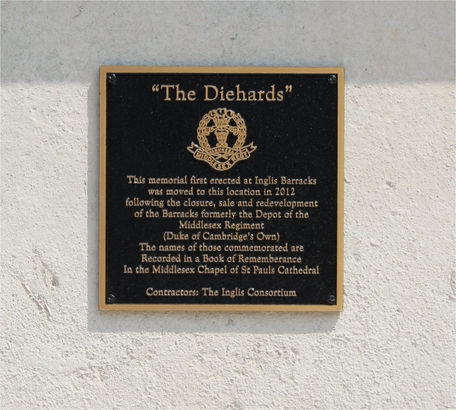 "The Diehards"
MIDDLESEX REGT
This memorial first erected at Inglis Barracks
was moved to this location in 2012
following the closure, sale and redevelopment
of the Barracks formerly the Depot of the
Middlesex Regiment
(Duke of Cambridge's Own)
The names of those commemorated are
Recorded in a Book of Rememberance
In the Middlesex Chapel of St Pauls Cathedral
Contractors: The Inglis Consortium